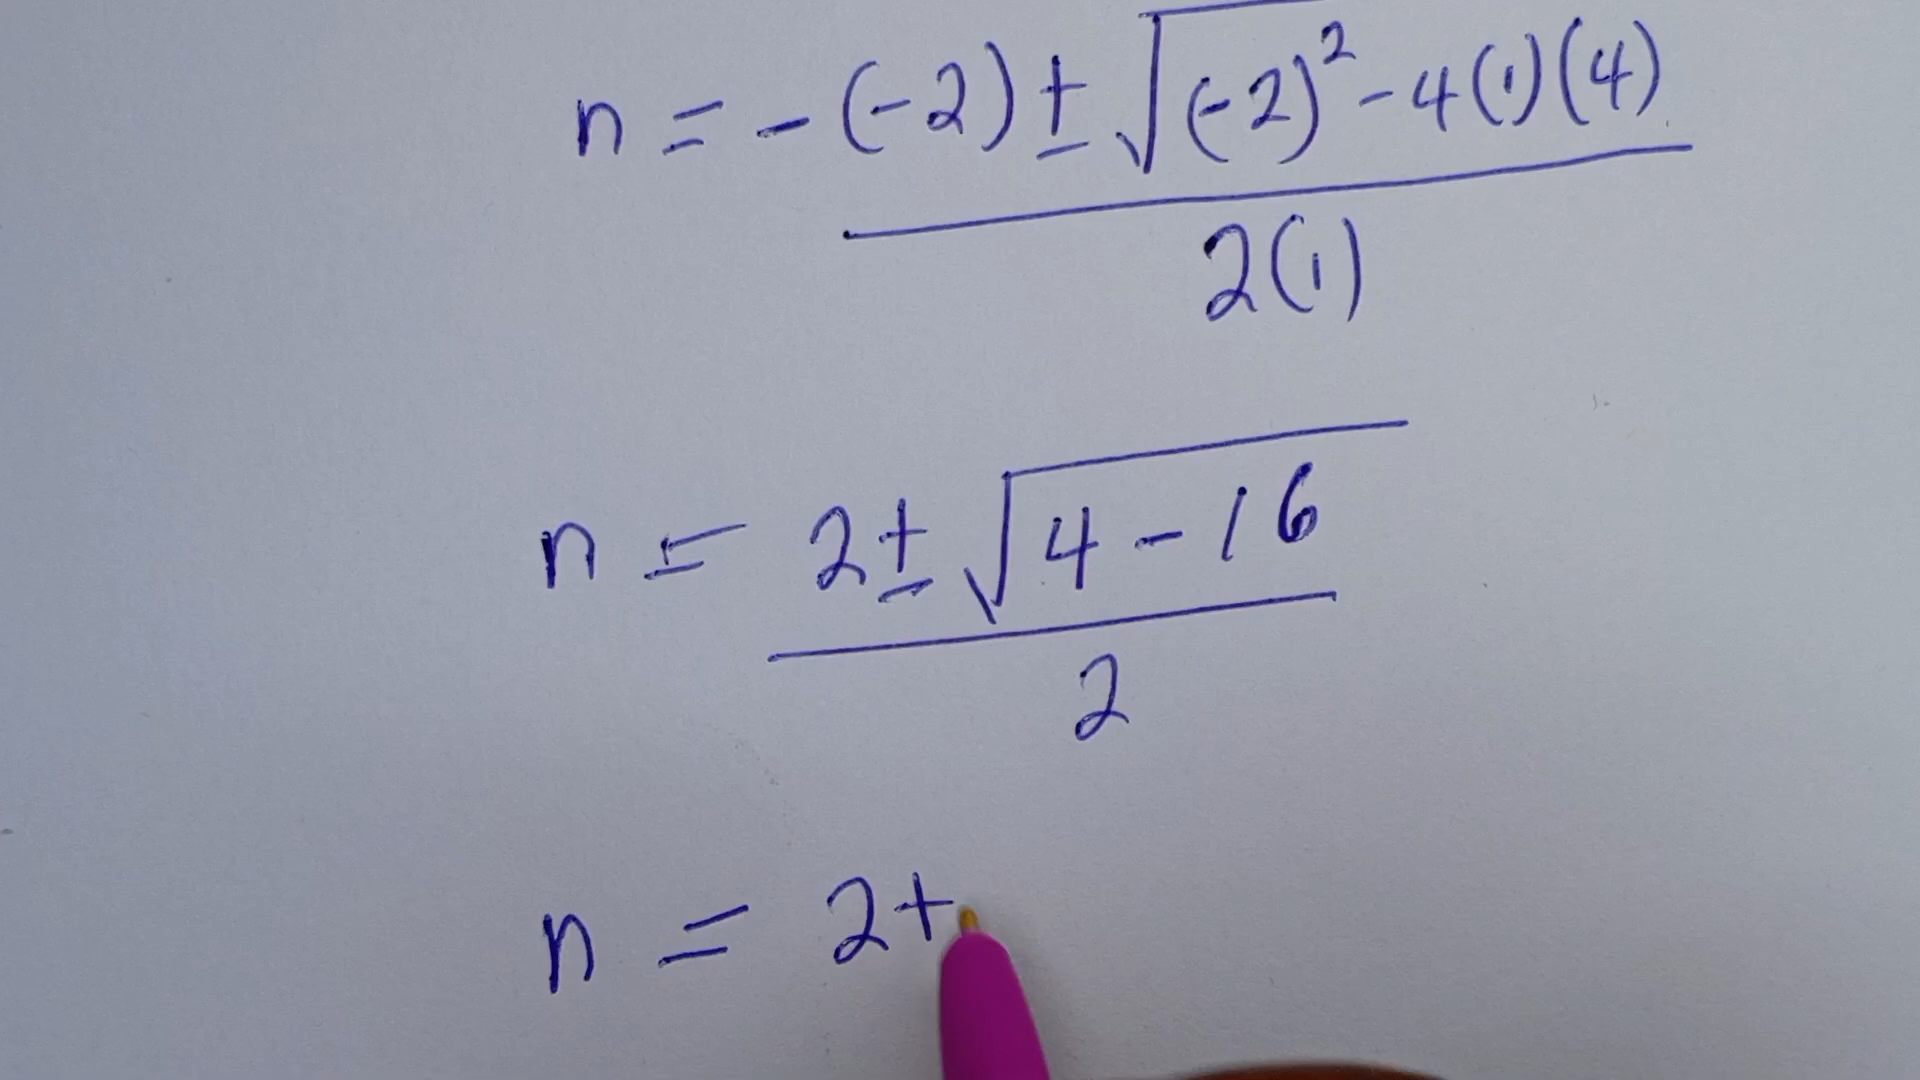 n = -(-2) ± √(-2)² - 4(1)(4)
2(1)
n = 2 ± √4 - 16
2
n = 2+